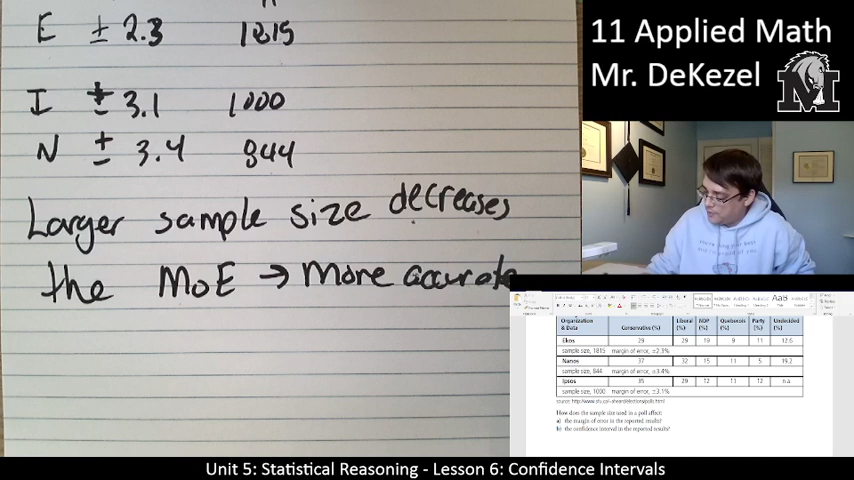 E ± 2.3 1815
I ± 3.1 1000
N ± 3.4 844
Larger sample size decreases
the MoE → More accurate
11 Applied Math
Mr. DeKezel
M
Organization & Data Conservative (%) Liberal (%) NDP (%) Quebecois (%) Party (%) Undecided (%)
Ekos 29 29 19 9 11 12.6
sample size, 1815 margin of error, ±2.3%
Nanos 37 32 15 11 5 19.2
sample size, 844 margin of error, ±3.4%
Ipsos 35 29 12 11 12 n.a.
sample size, 1000 margin of error, ±3.1%
How does the sample size used in a poll affect:
a) the margin of error in the reported results?
b) the confidence interval in the reported results?
Unit 5: Statistical Reasoning - Lesson 6: Confidence Intervals